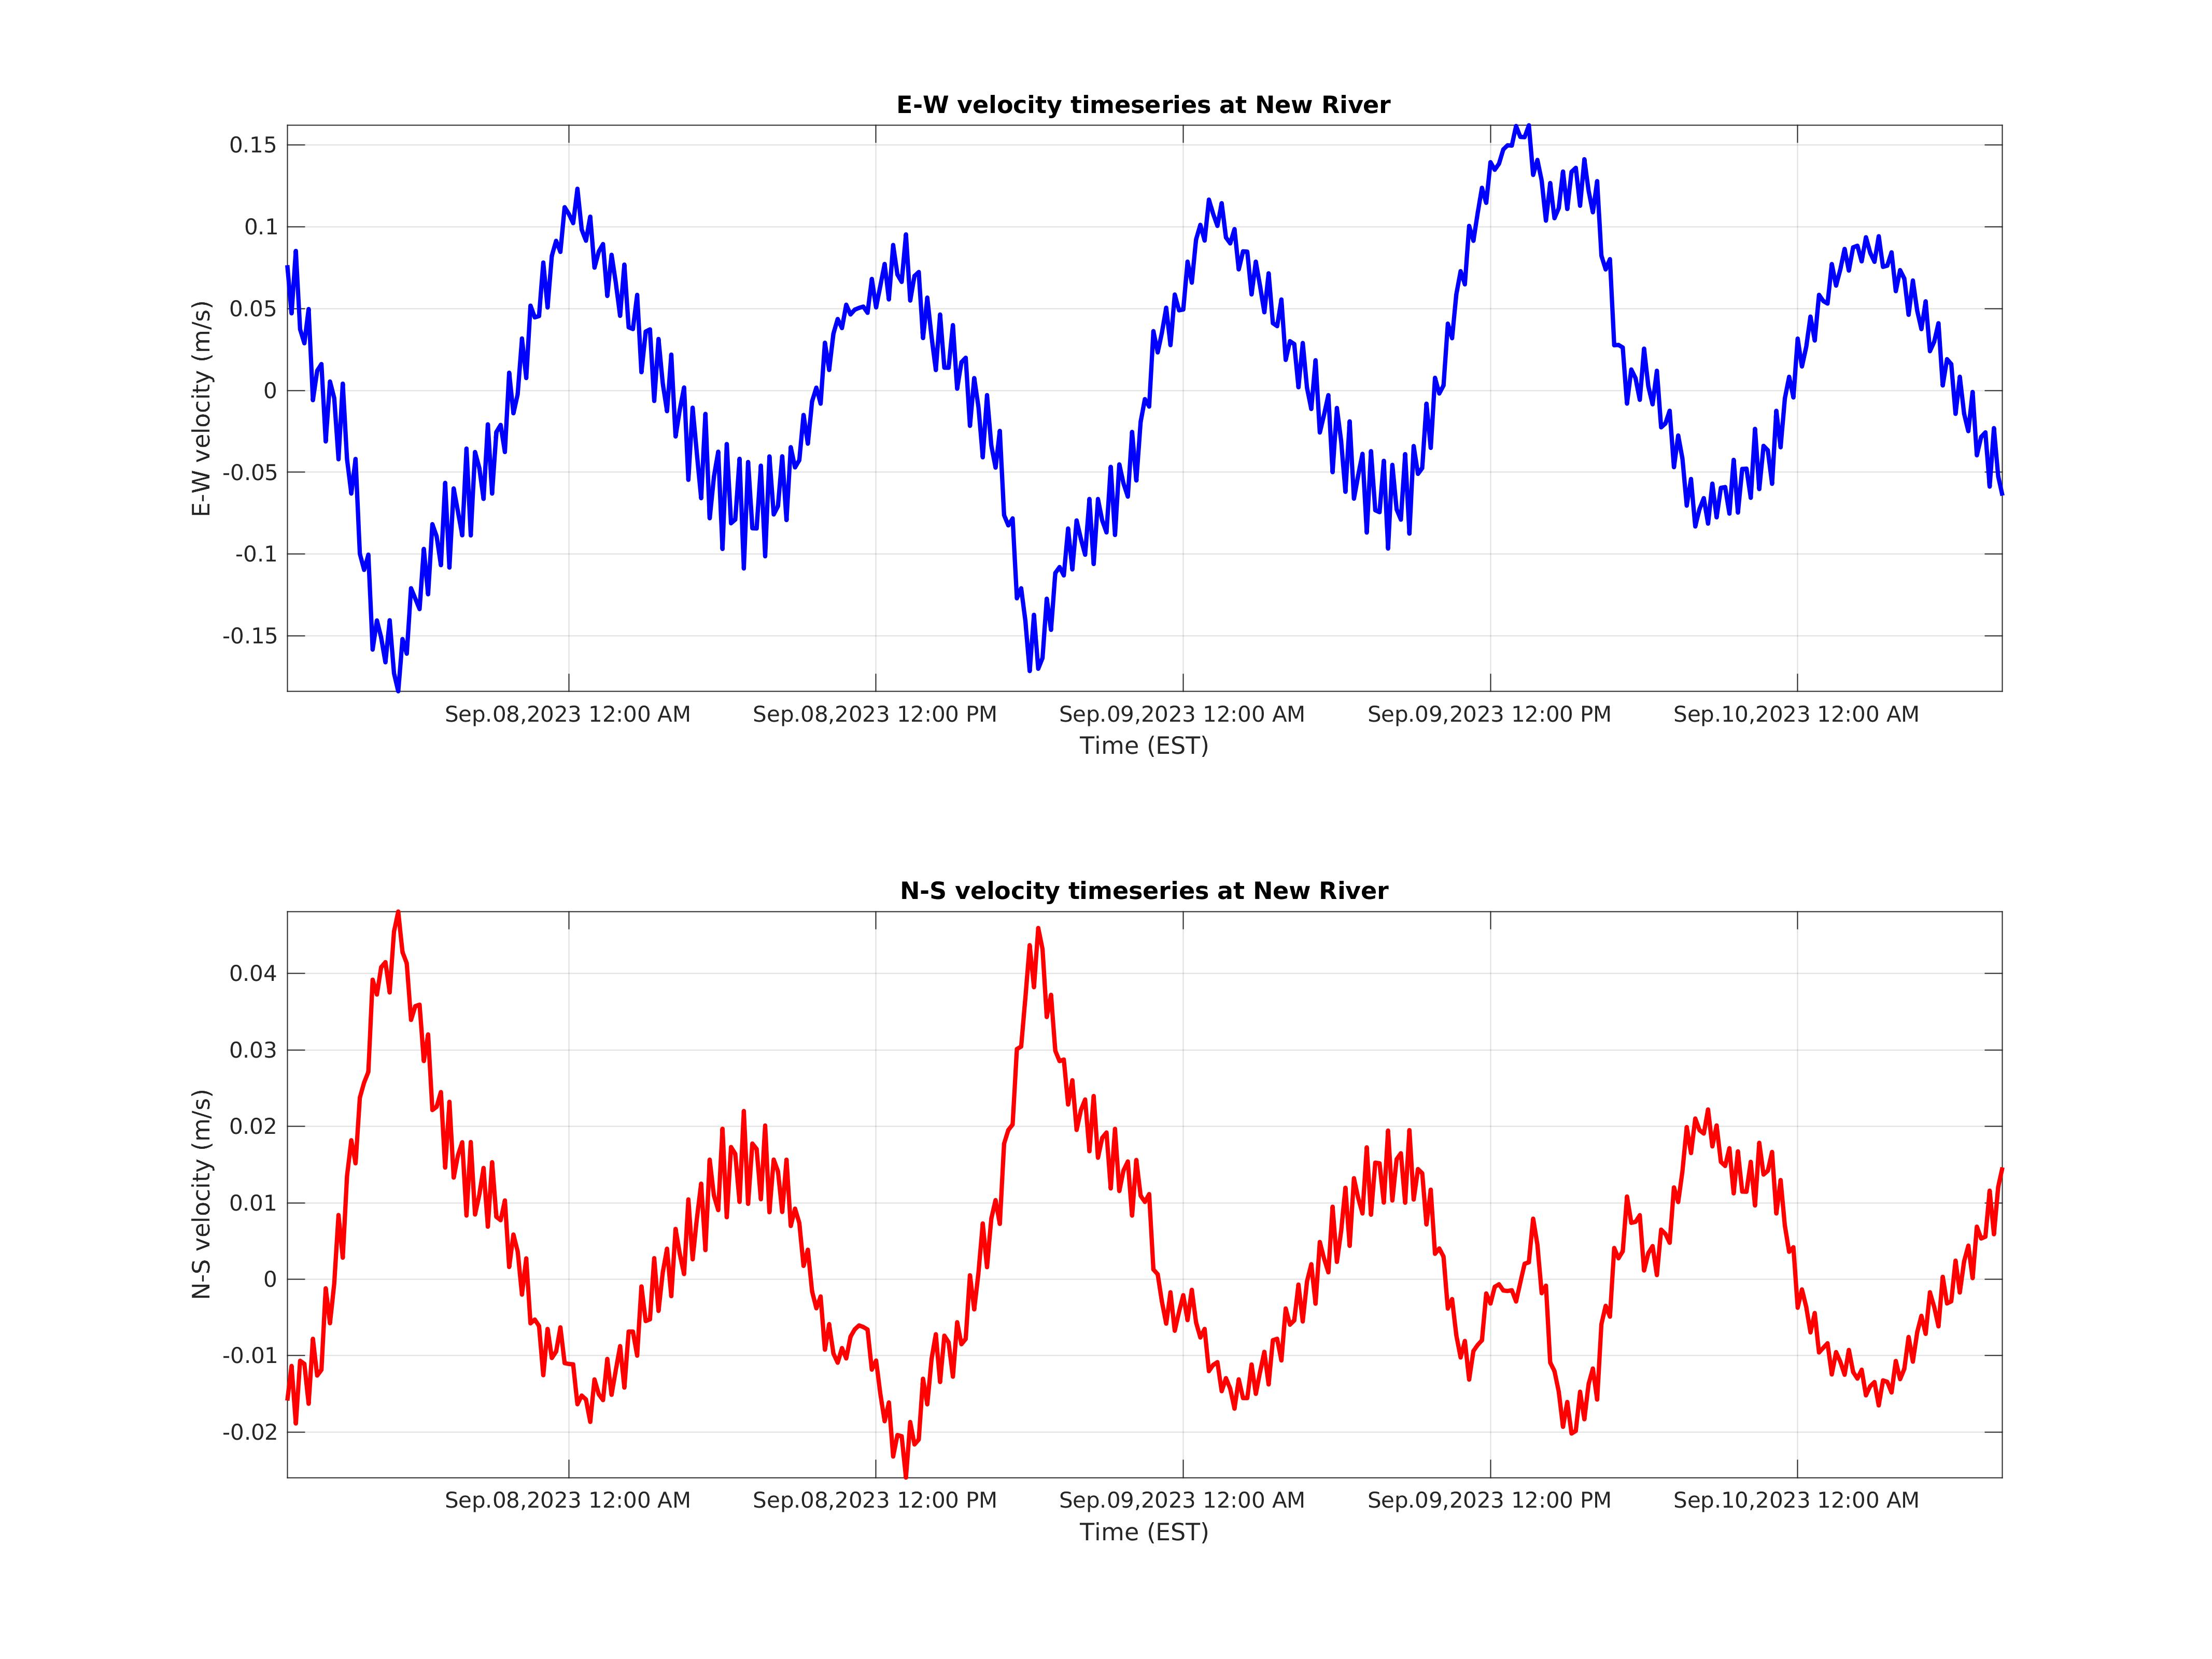 E-W velocity timeseries at New River
0.15
0.1
0.05
0
-0.05
-0.1
-0.15
E-W velocity (m/s)
Sep.08,2023 12:00 AM Sep.08,2023 12:00 PM Sep.09,2023 12:00 AM Sep.09,2023 12:00 PM Sep.10,2023 12:00 AM
Time (EST)
N-S velocity timeseries at New River
0.04
0.03
0.02
0.01
0
-0.01
-0.02
N-S velocity (m/s)
Sep.08,2023 12:00 AM Sep.08,2023 12:00 PM Sep.09,2023 12:00 AM Sep.09,2023 12:00 PM Sep.10,2023 12:00 AM
Time (EST)